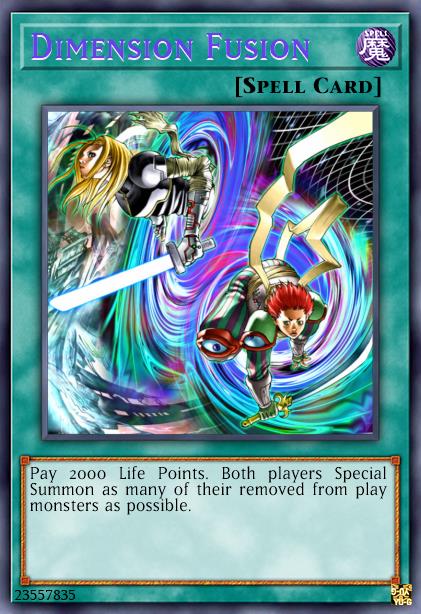 Dimension Fusion
SPELL
魔
[Spell Card]
Pay 2000 Life Points. Both players Special
Summon as many of their removed from play
monsters as possible.
23557835